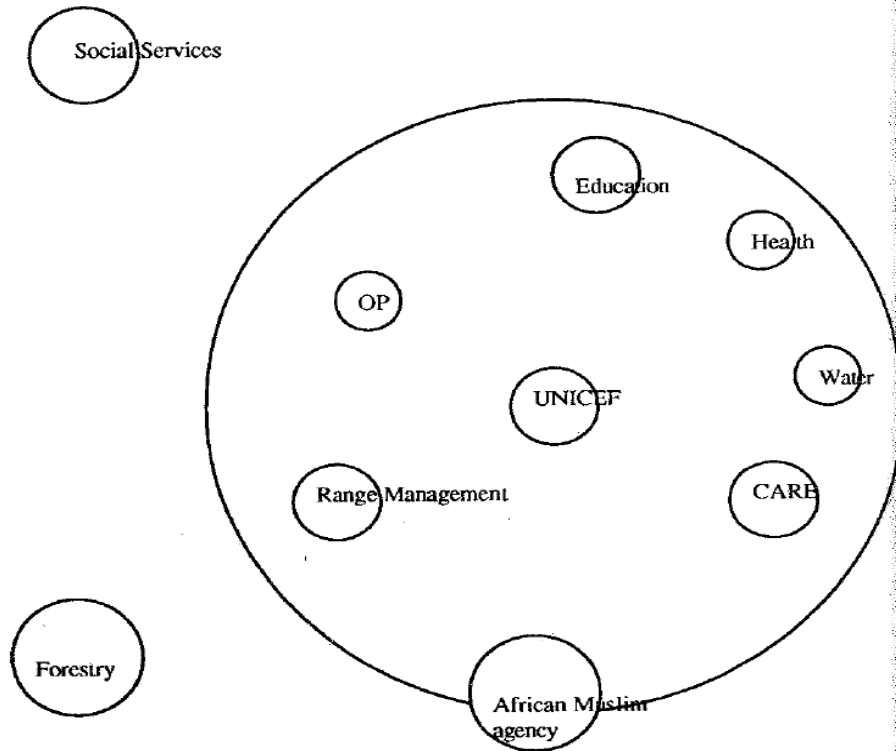 Social Services
Education
Health
OP
Water
UNICEF
Range Management
CARE
Forestry
African Muslim
agency